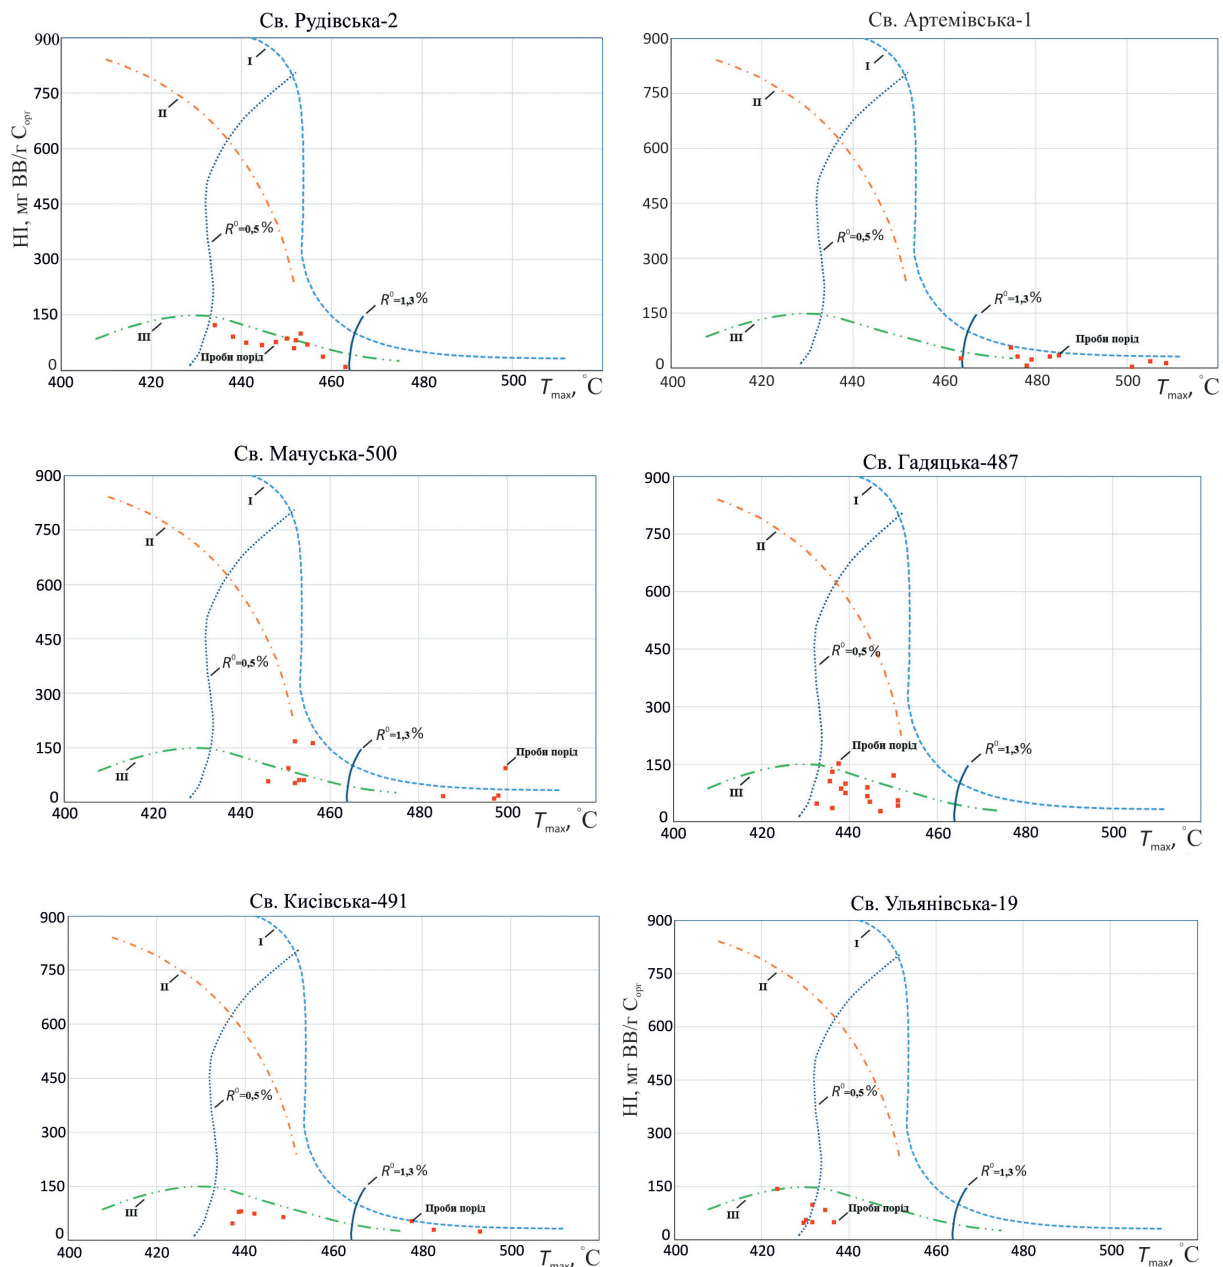 Св. Рудівська-2
900
750
600
450
300
150
0
HI, мг ВВ/г Cорг
I
II
III
R⁰=0,5%
R⁰=1,3%
Проби порід
400
420
440
460
480
500
Tmax, °C
Св. Артемівська-1
900
750
600
450
300
150
0
I
II
III
R⁰=0,5%
R⁰=1,3%
Проби порід
400
420
440
460
480
500
Tmax, °C
Св. Мачуська-500
900
750
600
450
300
150
0
I
II
III
R⁰=0,5%
R⁰=1,3%
Проби порід
400
420
440
460
480
500
Tmax, °C
Св. Гадяцька-487
900
750
600
450
300
150
0
I
II
III
R⁰=0,5%
Проби порід
R⁰=1,3%
400
420
440
460
480
500
Tmax, °C
Св. Кисівська-491
900
750
600
450
300
150
0
I
II
III
R⁰=0,5%
R⁰=1,3%
Проби порід
400
420
440
460
480
500
Tmax, °C
Св. Ульянівська-19
900
750
600
450
300
150
0
HI, мг ВВ/г Cорг
I
II
III
R⁰=0,5%
R⁰=1,3%
Проби порід
400
420
440
460
480
500
Tmax, °C